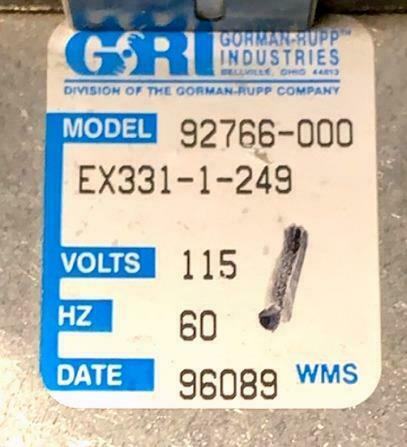 GRI GORMAN-RUPP™
INDUSTRIES
BELLVILLE, OHIO 44813
DIVISION OF THE GORMAN-RUPP COMPANY
MODEL 92766-000
EX331-1-249
VOLTS 115
HZ 60
DATE 96089 WMS